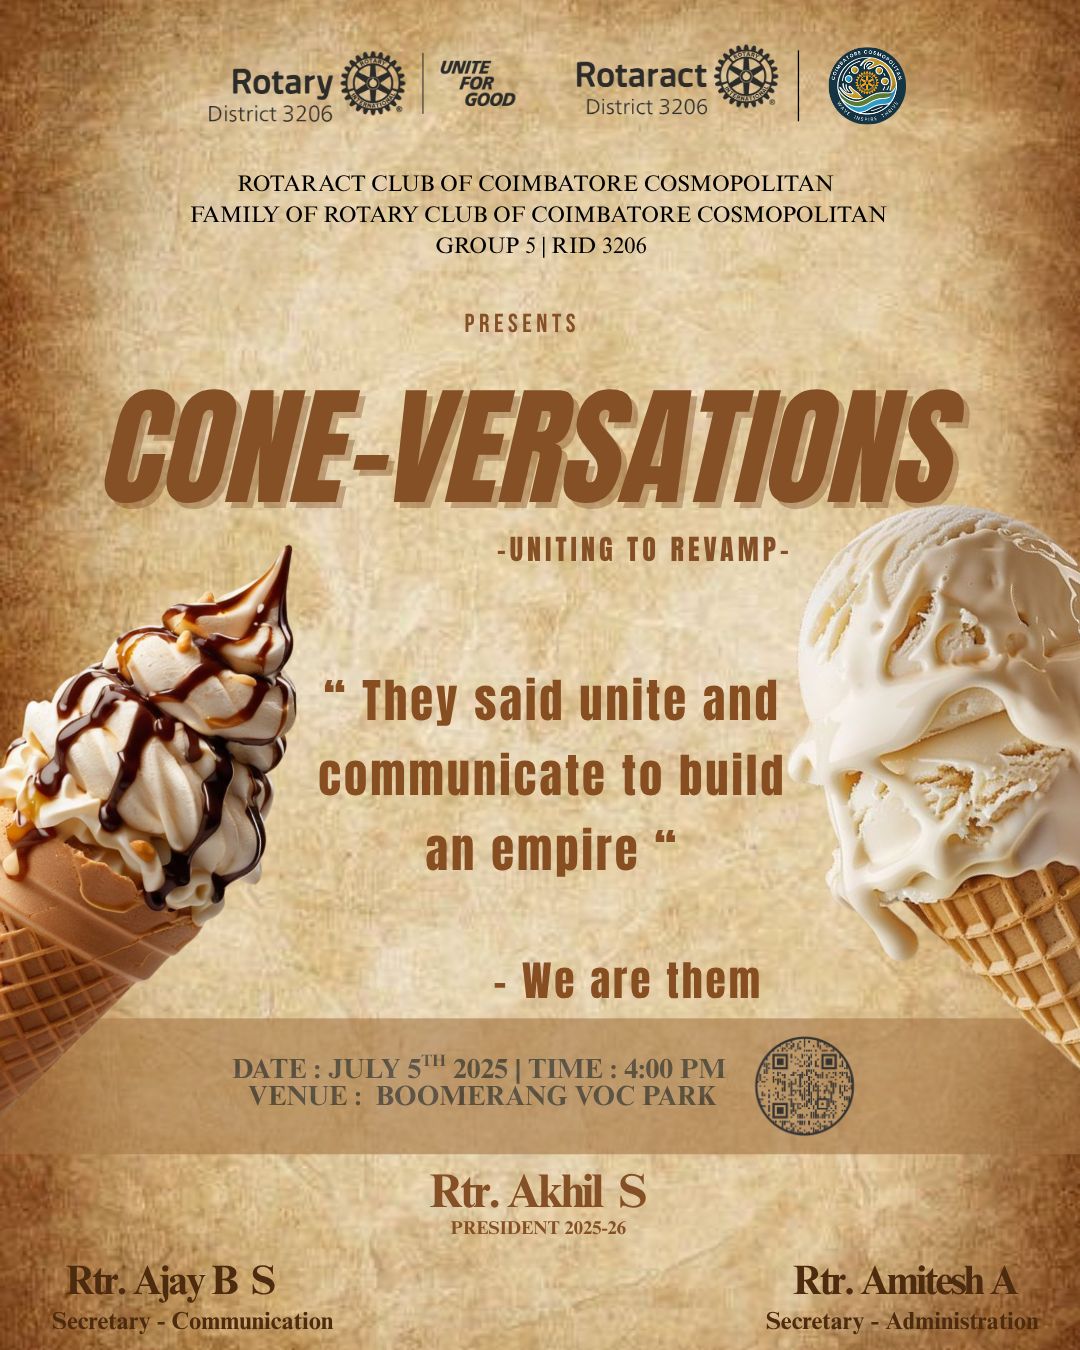 Rotary
District 3206
UNITE
FOR
GOOD
Rotaract
District 3206
COIMBATORE COSMOPOLITAN
ROTARACT CLUB OF COIMBATORE COSMOPOLITAN
FAMILY OF ROTARY CLUB OF COIMBATORE COSMOPOLITAN
GROUP 5 | RID 3206
PRESENTS
CONE-VERSATIONS
-UNITING TO REVAMP-
“ They said unite and
communicate to build
an empire “
- We are them
DATE : JULY 5TH 2025 | TIME : 4:00 PM
VENUE : BOOMERANG VOC PARK
Rtr. Akhil S
PRESIDENT 2025-26
Rtr. Ajay B S
Secretary - Communication
Rtr. Amitesh A
Secretary - Administration